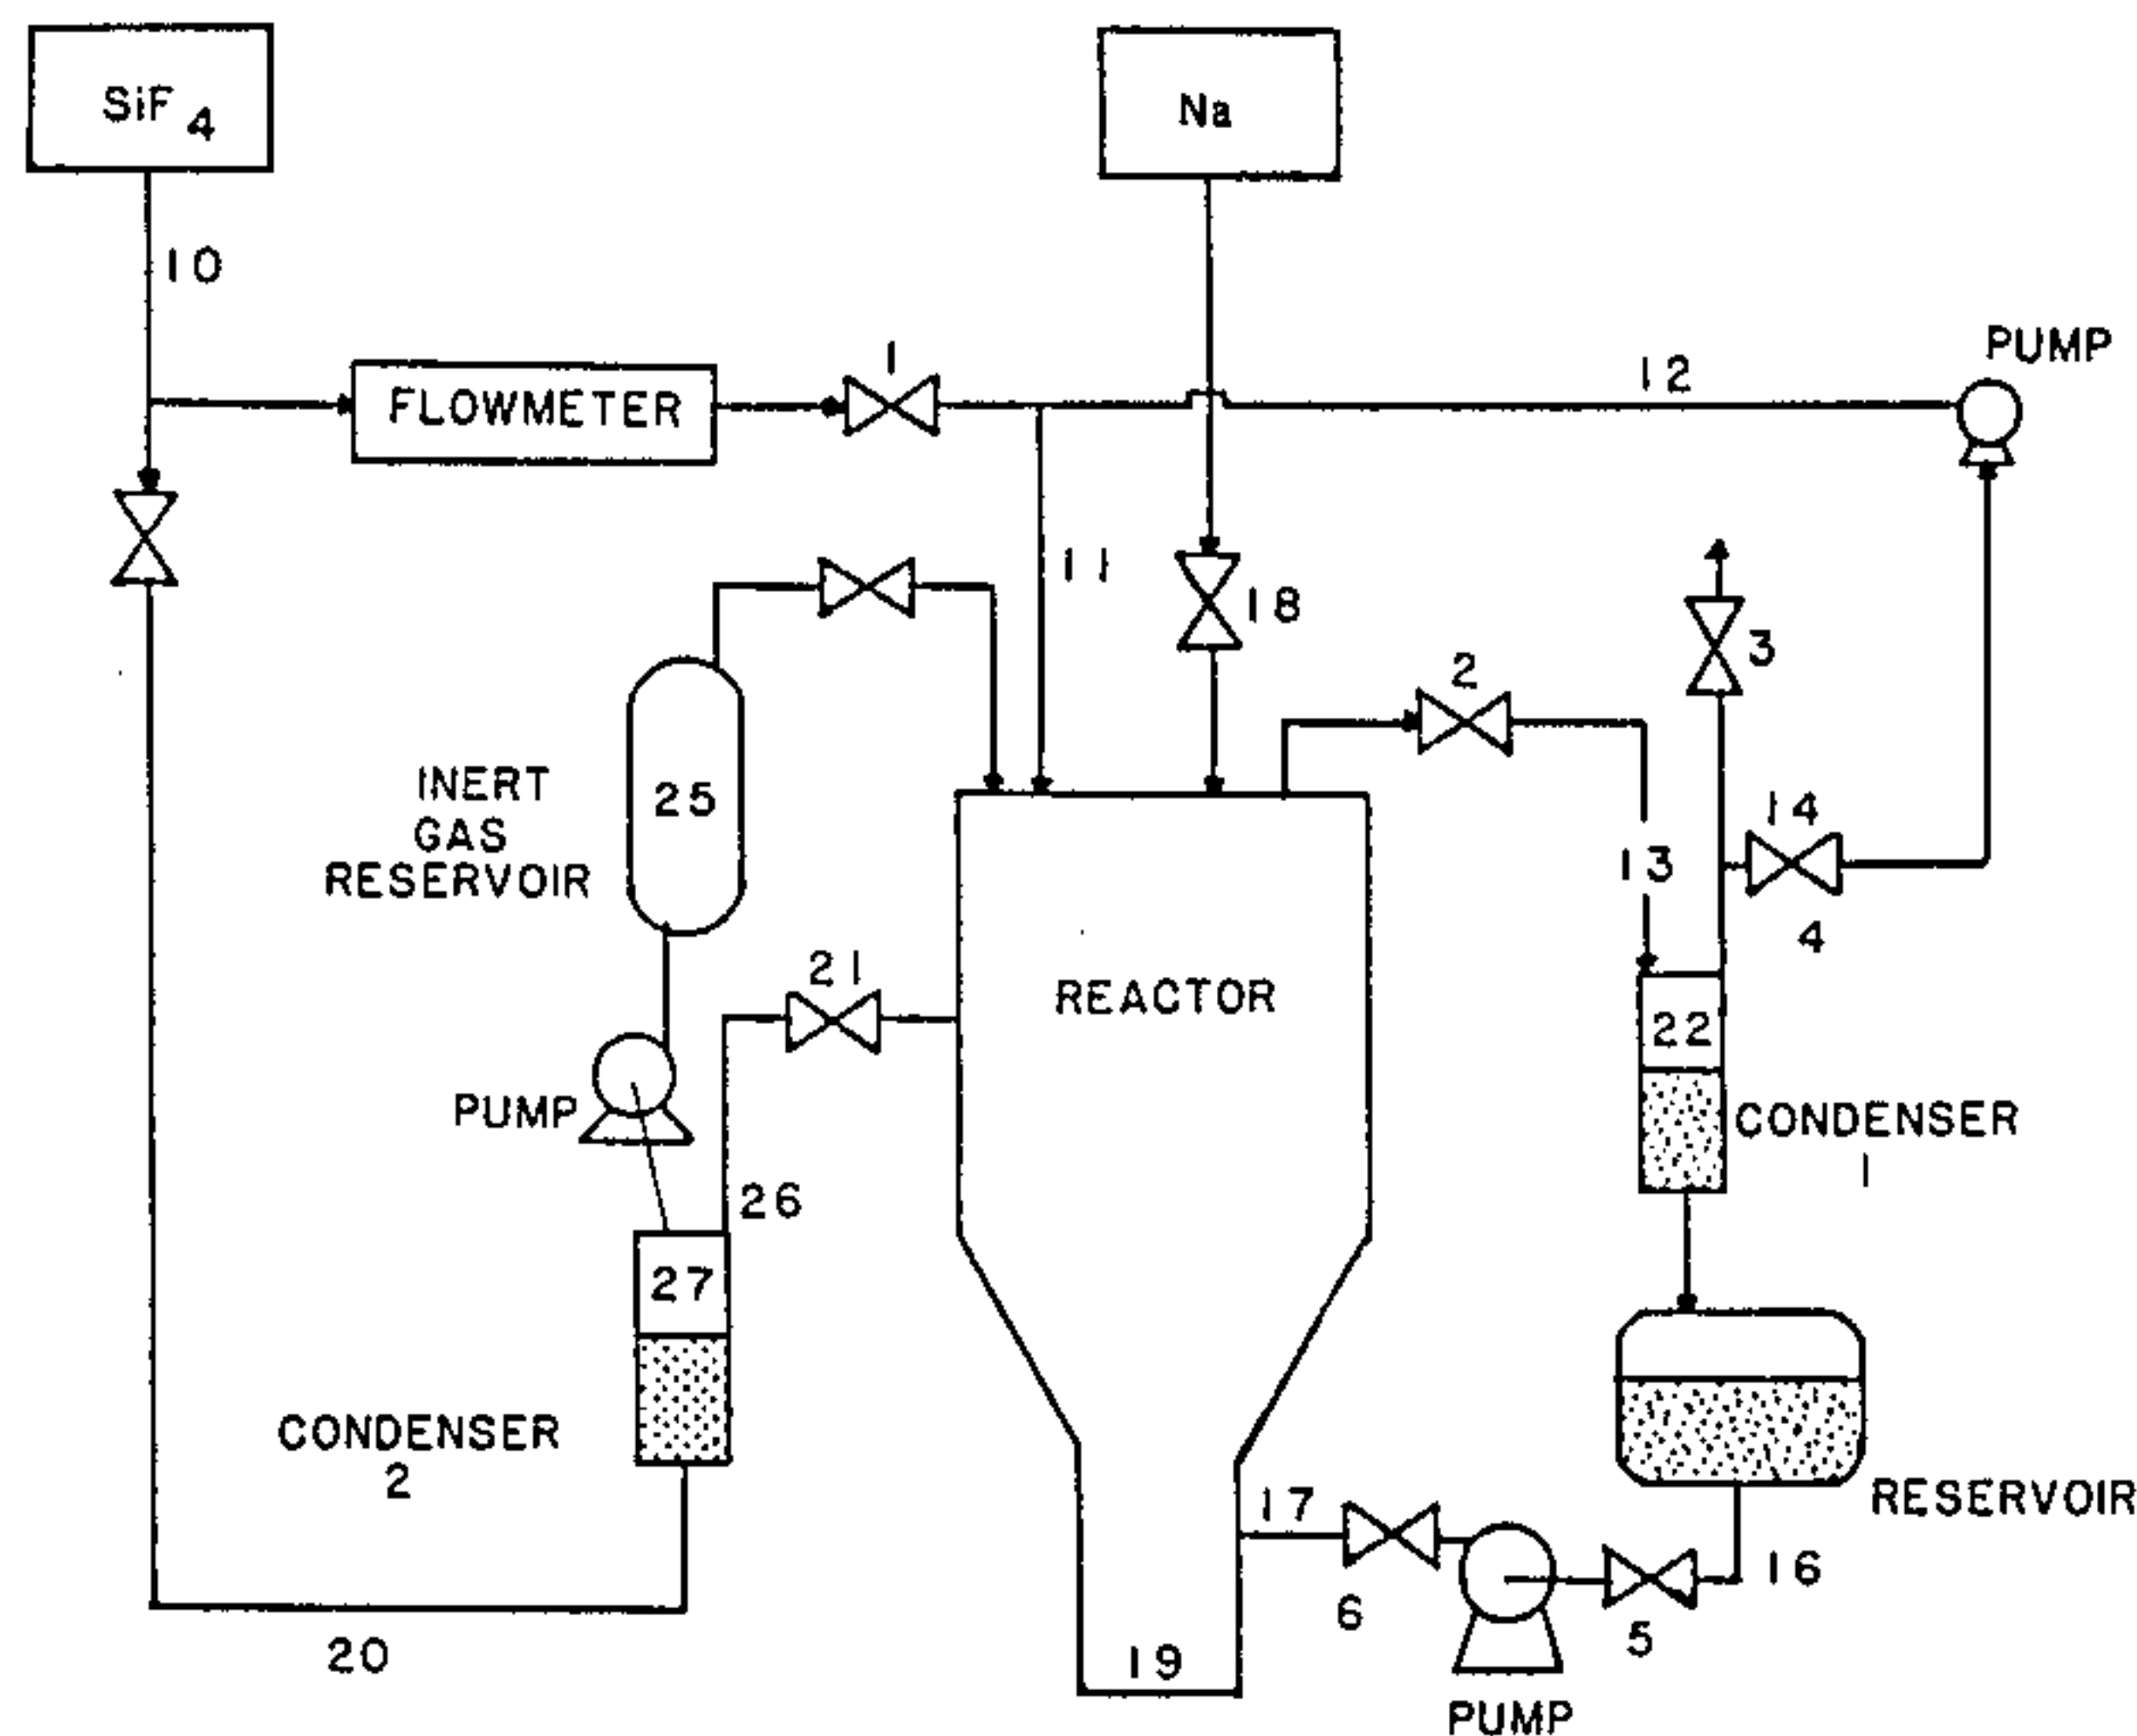 SiF4
Na
10
FLOWMETER
1
12
PUMP
11
18
3
2
INERT
GAS
RESERVOIR
25
14
13
4
21
REACTOR
22
PUMP
CONDENSER
1
26
27
CONDENSER
2
RESERVOIR
17
16
6
5
20
19
PUMP